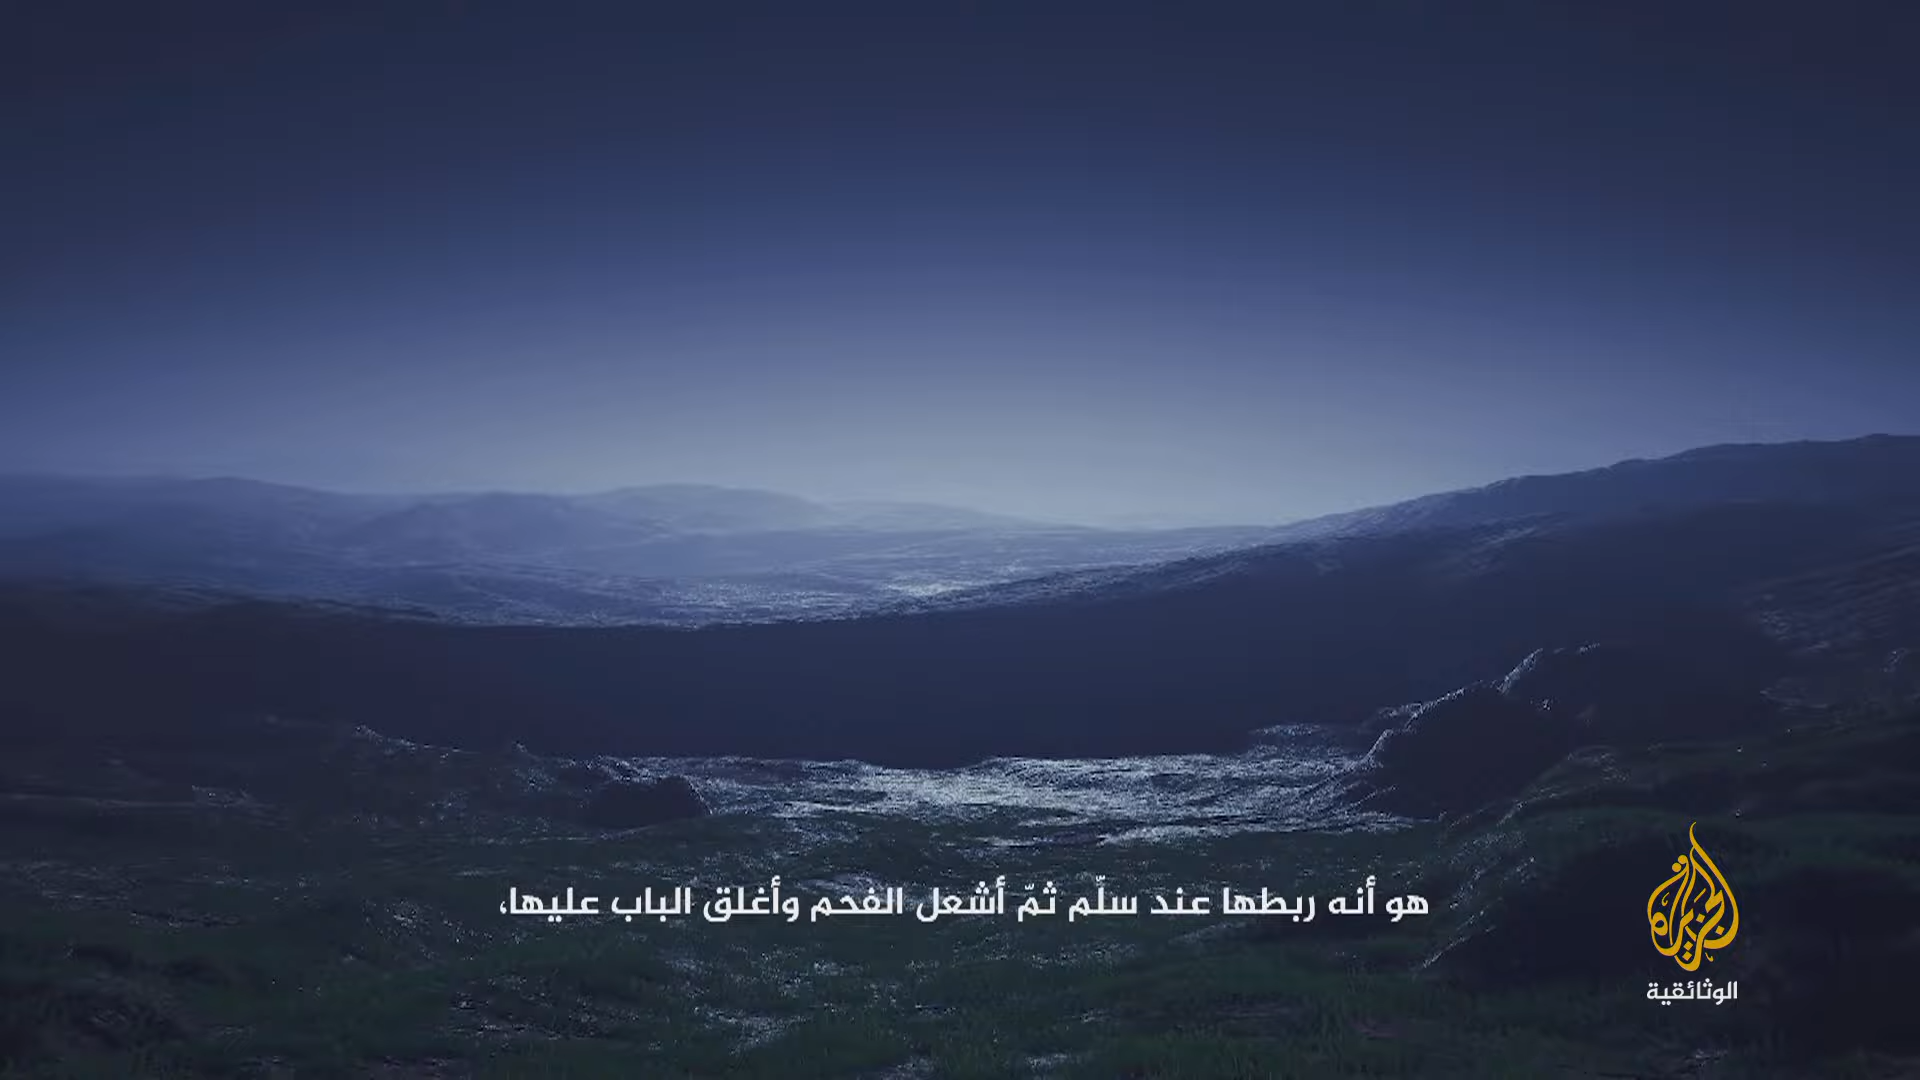 هو أنه ربطها عند سلّم ثمّ أشعل الفحم وأغلق الباب عليها،
الجزيرة
الوثائقية